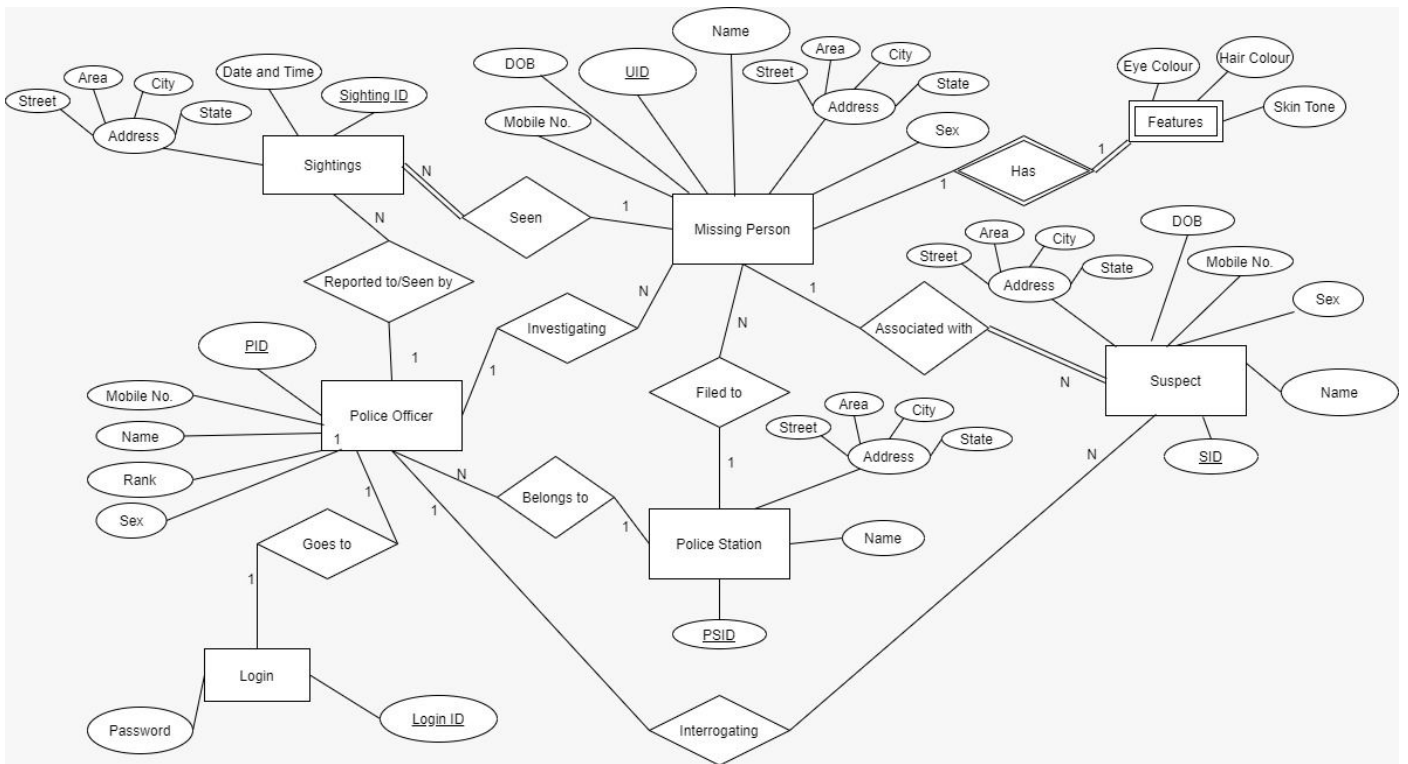 Name
Area
City
Eye Colour
Hair Colour
DOB
UID
Street
Address
State
Features
Skin Tone
Date and Time
Area
City
Sighting ID
Street
State
Address
Mobile No.
Sex
1
Sightings
N
1
Has
Seen
1
Missing Person
DOB
Area
City
Mobile No.
Street
State
Address
Sex
N
Reported to/Seen by
N
1
Investigating
N
Associated with
PID
1
1
Filed to
N
Suspect
Name
Mobile No.
Police Officer
Area
City
Street
State
Address
Name
1
Rank
N
1
N
SID
Sex
1
1
Belongs to
1
Goes to
Police Station
Name
1
PSID
Login
Password
Login ID
Interrogating